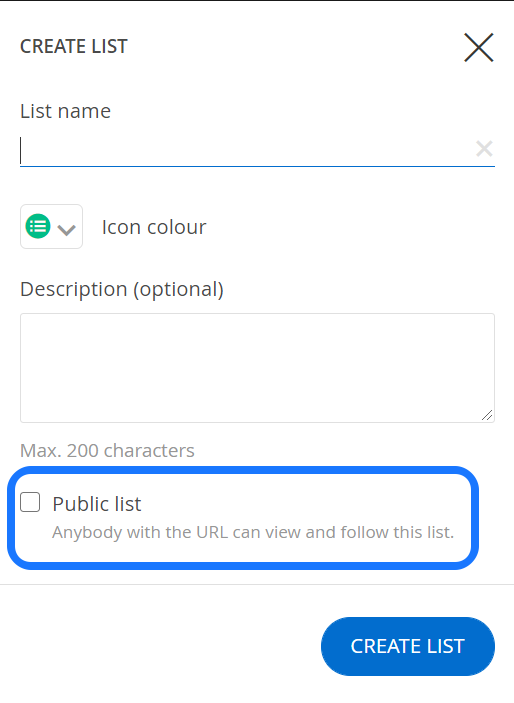 CREATE LIST
List name
Icon colour
Description (optional)
Max. 200 characters
Public list
Anybody with the URL can view and follow this list.
CREATE LIST